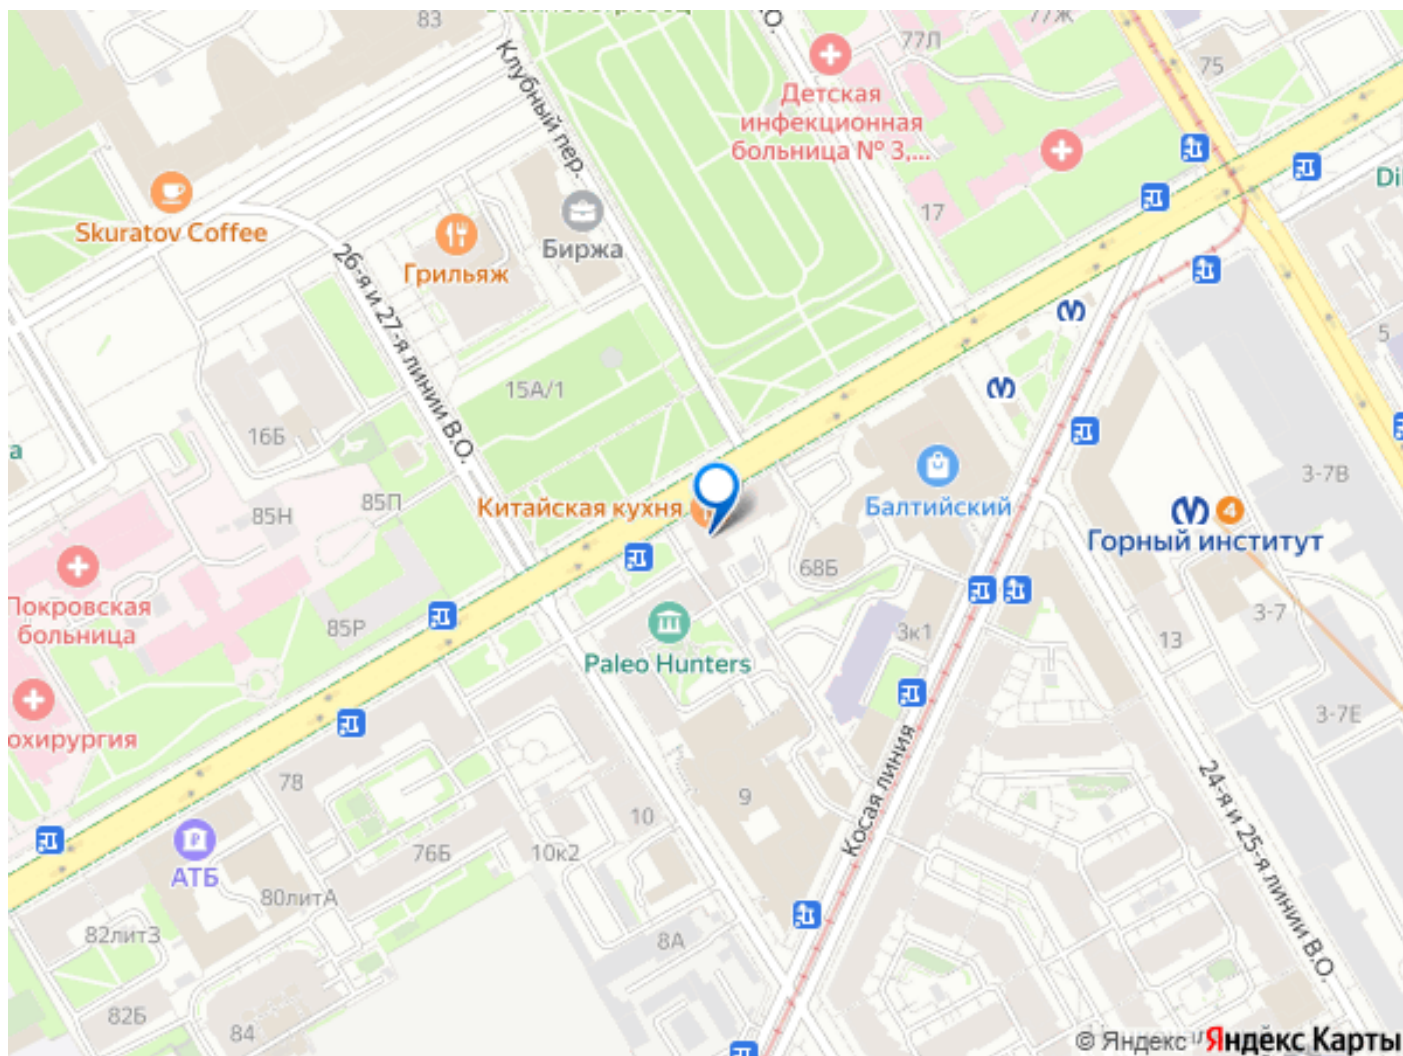 83
77Ж
77Л
75
Клубный пер.
Детская
инфекционная
больница № 3,...
Skuratov Coffee
17
Биржа
Грильяж
26-я и 27-я линии В.О.
5
15А/1
16Б
3-7В
85П
Китайская кухня
Балтийский
85Н
4
Горный институт
68Б
Покровская
больница
85Р
3к1
3-7
13
Paleo Hunters
3-7Е
охирургия
78
Косая линия
24-я и 25-я линии В.О.
9
10
76Б
10к2
АТБ
80литА
82лит3
8А
82Б
84
© Яндекс
Яндекс Карты